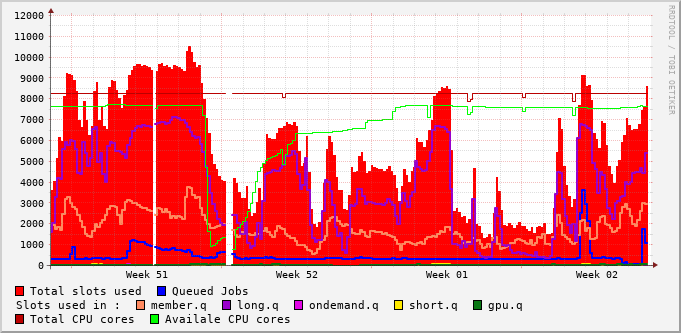 12000
11000
10000
9000
8000
7000
6000
5000
4000
3000
2000
1000
0
Week 51 Week 52 Week 01 Week 02
RRDTOOL / TOBI OETIKER
Total slots used Queued Jobs
Slots used in : member.q long.q ondemand.q short.q gpu.q
Total CPU cores Availale CPU cores